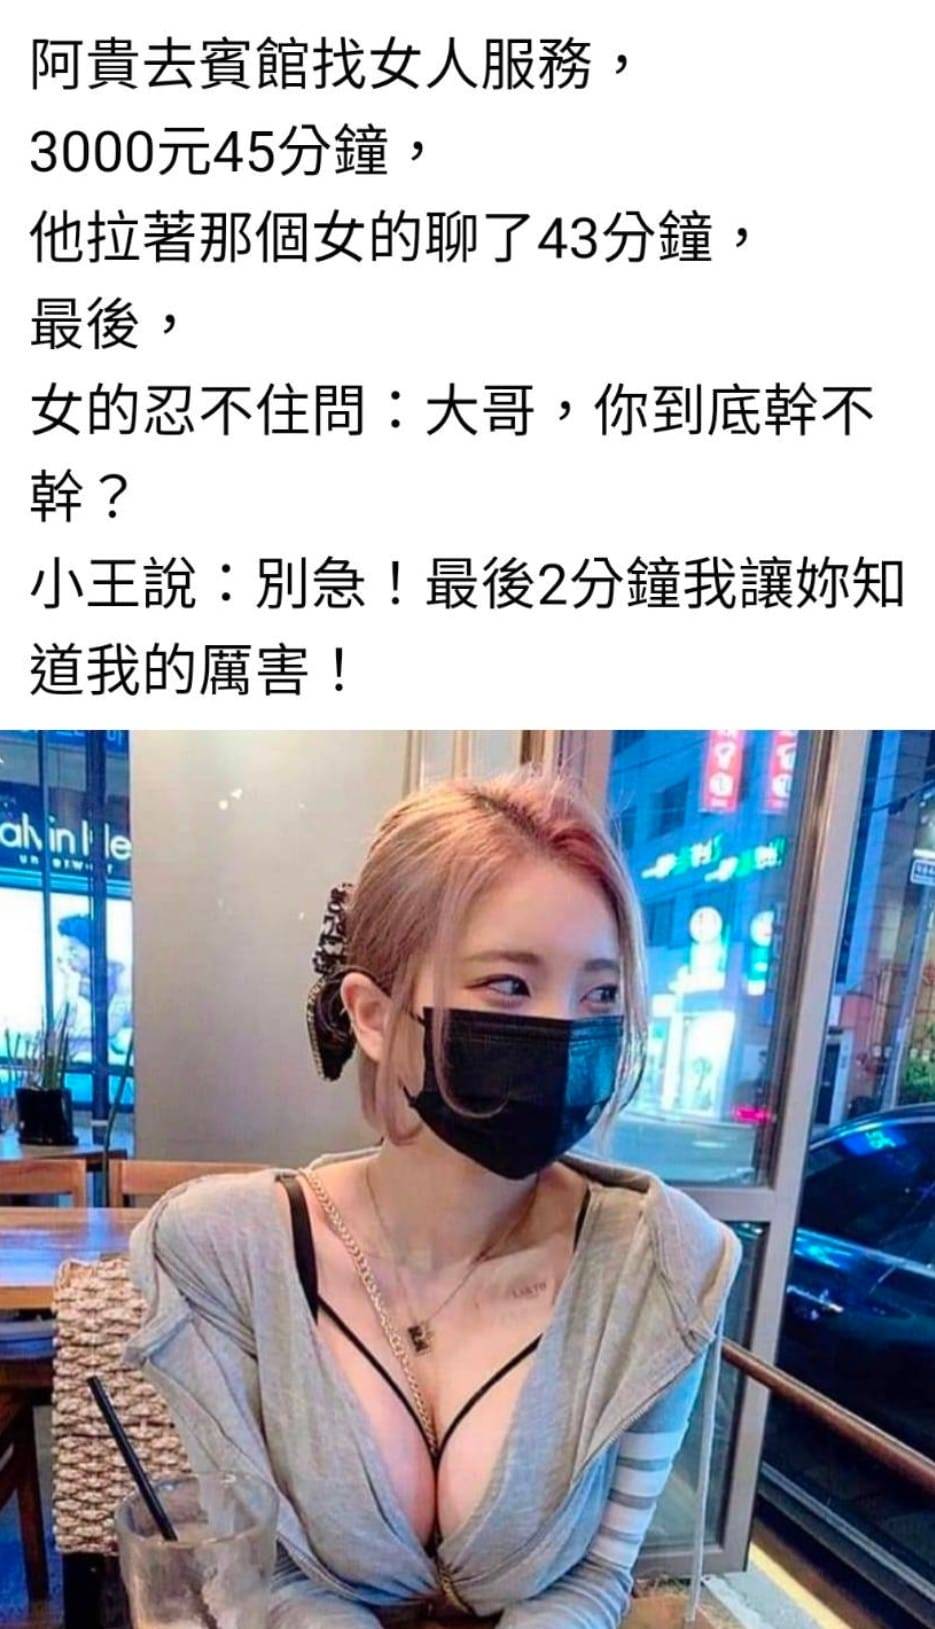 阿貴去賓館找女人服務，
3000元45分鐘，
他拉著那個女的聊了43分鐘，
最後，
女的忍不住問：大哥，你到底幹不
幹？
小王說：別急！最後2分鐘我讓妳知
道我的厲害！